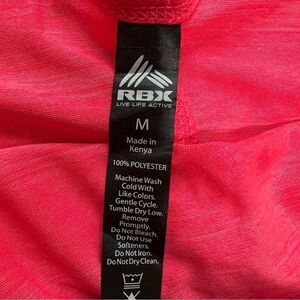 RBX
LIVE LIFE ACTIVE
M
Made in
Kenya
100% POLYESTER
Machine Wash
Cold With
Like Colors.
Gentle Cycle.
Tumble Dry Low.
Remove
Promptly.
Do Not Bleach.
Do Not Use
Softeners.
Do Not Iron.
Do Not Dry Clean.